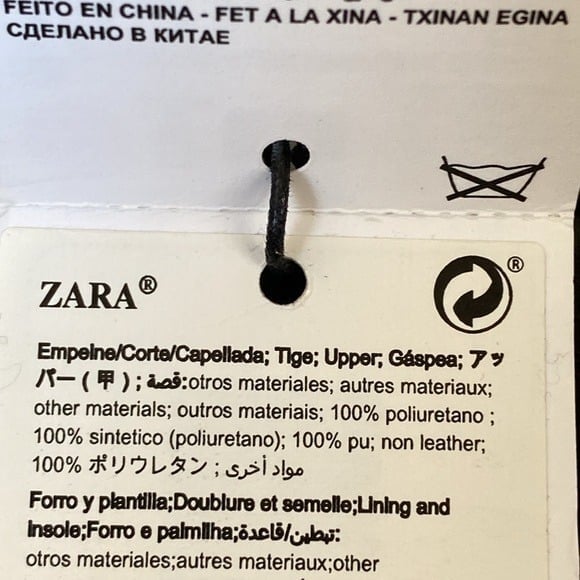 FEITO EN CHINA - FET A LA XINA - TXINAN EGINA
СДЕЛАНО В КИТАЕ
ZARA®
®
Empeine/Corte/Capellada; Tige; Upper; Gáspea; アッ
パー ( 甲 ) ; قصة:otros materiales; autres materiaux;
other materials; outros materiais; 100% poliuretano ;
100% sintetico (poliuretano); 100% pu; non leather;
100% ポリウレタン ; مواد أخرى
Forro y plantilla;Doublure et semelle;Lining and
insole;Forro e palmilha;تبطين/قاعدة:
otros materiales;autres materiaux;other